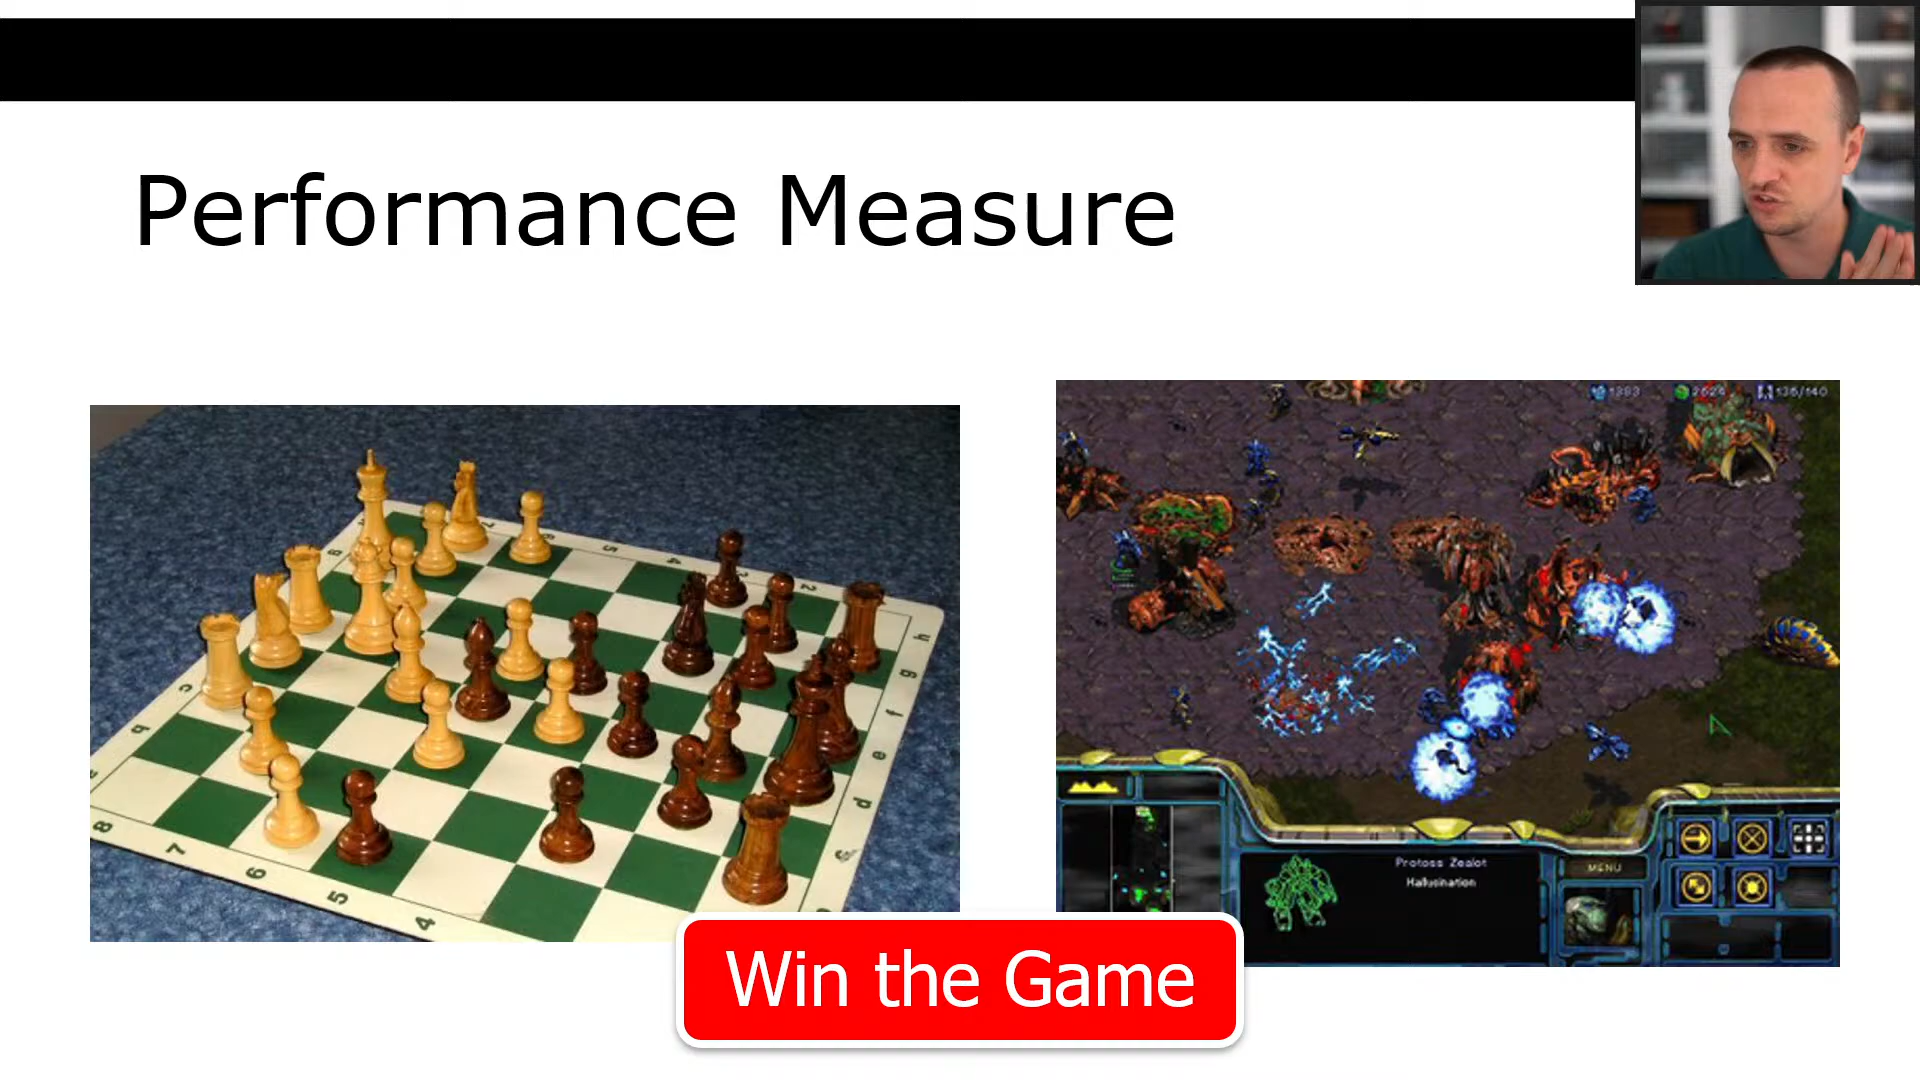 Performance Measure
Protoss Zealot
Hallucination
MENU
Win the Game